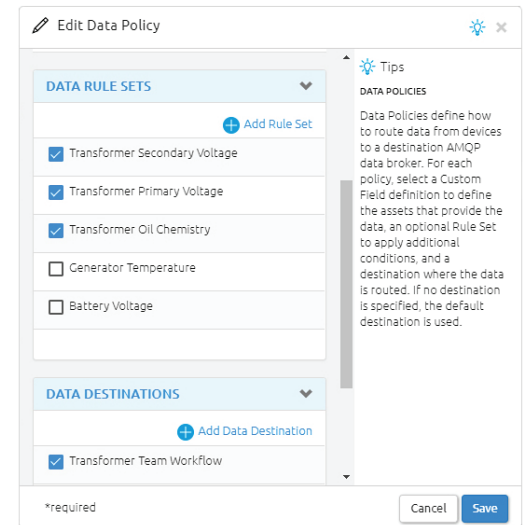 Edit Data Policy
DATA RULE SETS
Add Rule Set
Transformer Secondary Voltage
Transformer Primary Voltage
Transformer Oil Chemistry
Generator Temperature
Battery Voltage
DATA DESTINATIONS
Add Data Destination
Transformer Team Workflow
Tips
DATA POLICIES
Data Policies define how
to route data from devices
to a destination AMQP
data broker. For each
policy, select a Custom
Field definition to define
the assets that provide the
data, an optional Rule Set
to apply additional
conditions, and a
destination where the data
is routed. If no destination
is specified, the default
destination is used.
*required
Cancel
Save